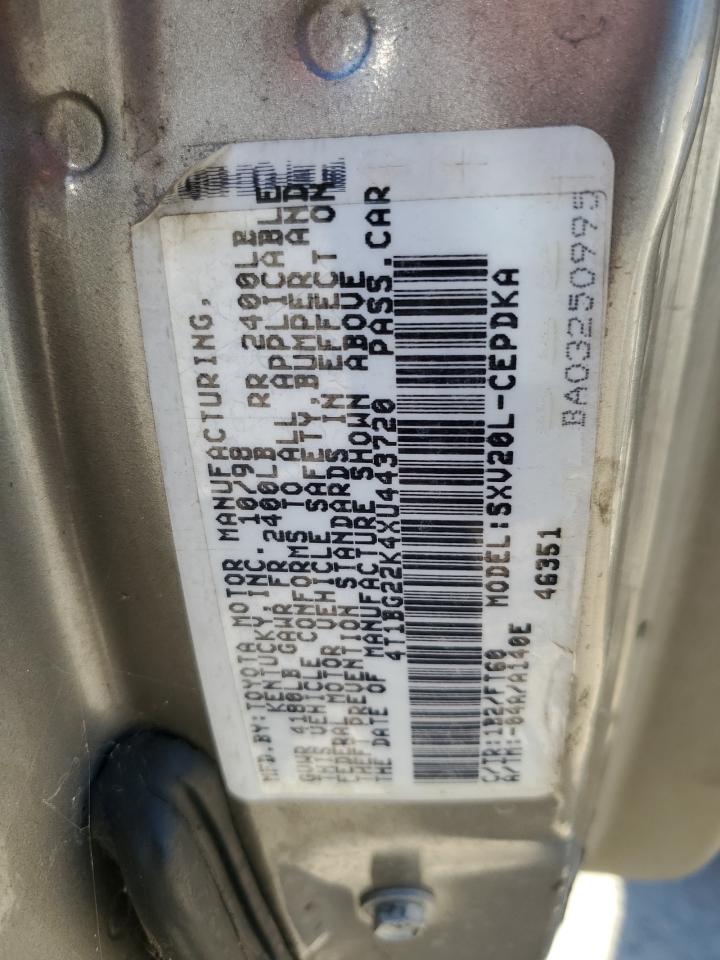 MFD.BY:TOYOTA MOTOR MANUFACTURING,
KENTUCKY,INC. 10/98
GVWR 4180LB GAWR FR 2400LB RR 2400LB
THIS VEHICLE CONFORMS TO ALL APPLICABLE
FEDERAL MOTOR VEHICLE SAFETY,BUMPER AND
THEFT PREVENTION STANDARDS IN EFFECT ON
THE DATE OF MANUFACTURE SHOWN ABOVE
4T1BG22K4XU443720 PASS.CAR
C/TR:1B2/FT60 MODEL:SXV20L-CEPDKA
A/TM:-04A/A140E 46351
BA03250995